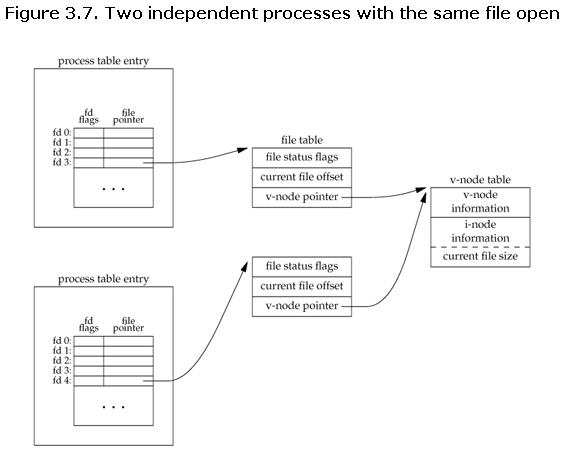 Figure 3.7. Two independent processes with the same file open
process table entry
fd file
flags pointer
fd 0:
fd 1:
fd 2:
fd 3:
. . .
file table
file status flags
current file offset
v-node pointer
v-node table
v-node
information
i-node
information
current file size
process table entry
fd file
flags pointer
fd 0:
fd 1:
fd 2:
fd 3:
fd 4:
. . .
file status flags
current file offset
v-node pointer